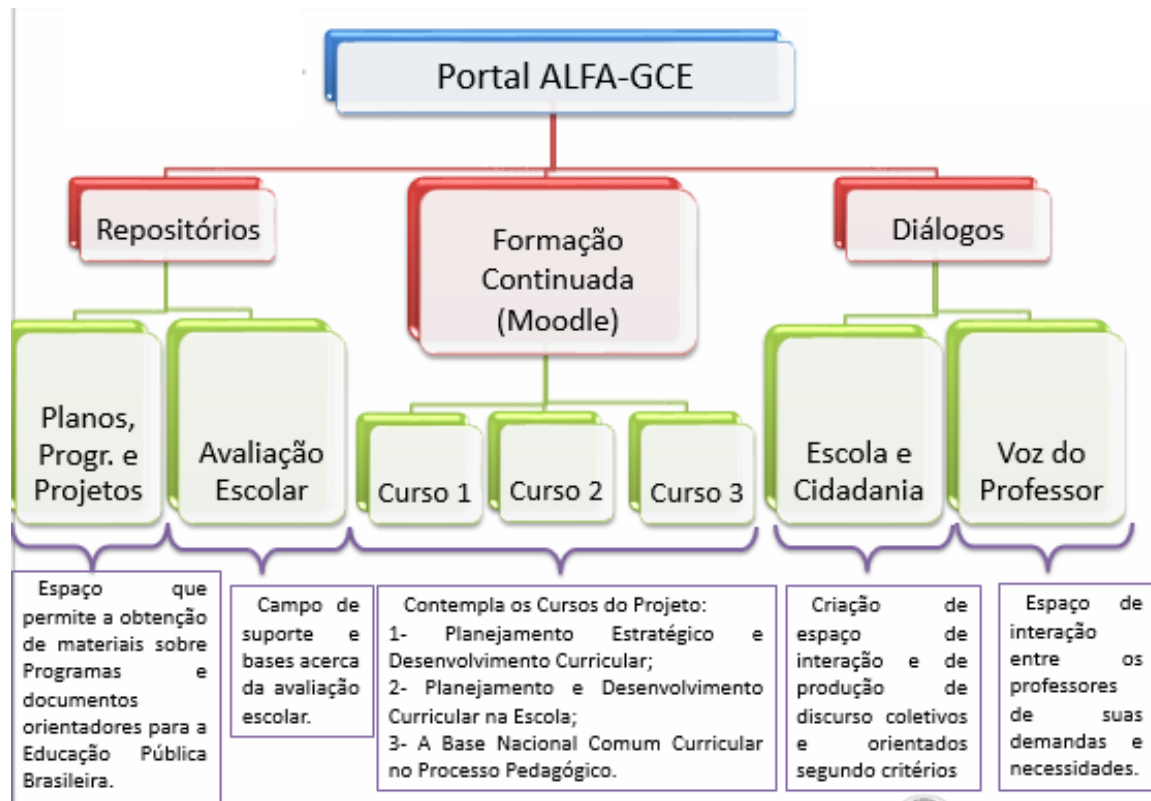 Portal ALFA-GCE
Repositórios
Formação
Continuada
(Moodle)
Diálogos
Planos,
Progr. e
Projetos
Avaliação
Escolar
Curso 1
Curso 2
Curso 3
Escola e
Cidadania
Voz do
Professor
Espaço que
permite a obtenção
de materiais sobre
Programas e
documentos
orientadores para a
Educação Pública
Brasileira.
Campo de
suporte e
bases acerca
da avaliação
escolar.
Contempla os Cursos do Projeto:
1- Planejamento Estratégico e
Desenvolvimento Curricular;
2- Planejamento e Desenvolvimento
Curricular na Escola;
3- A Base Nacional Comum Curricular
no Processo Pedagógico.
Criação de
espaço de
interação e de
produção de
discurso coletivos
e orientados
segundo critérios
Espaço de
interação
entre os
professores
de suas
demandas e
necessidades.